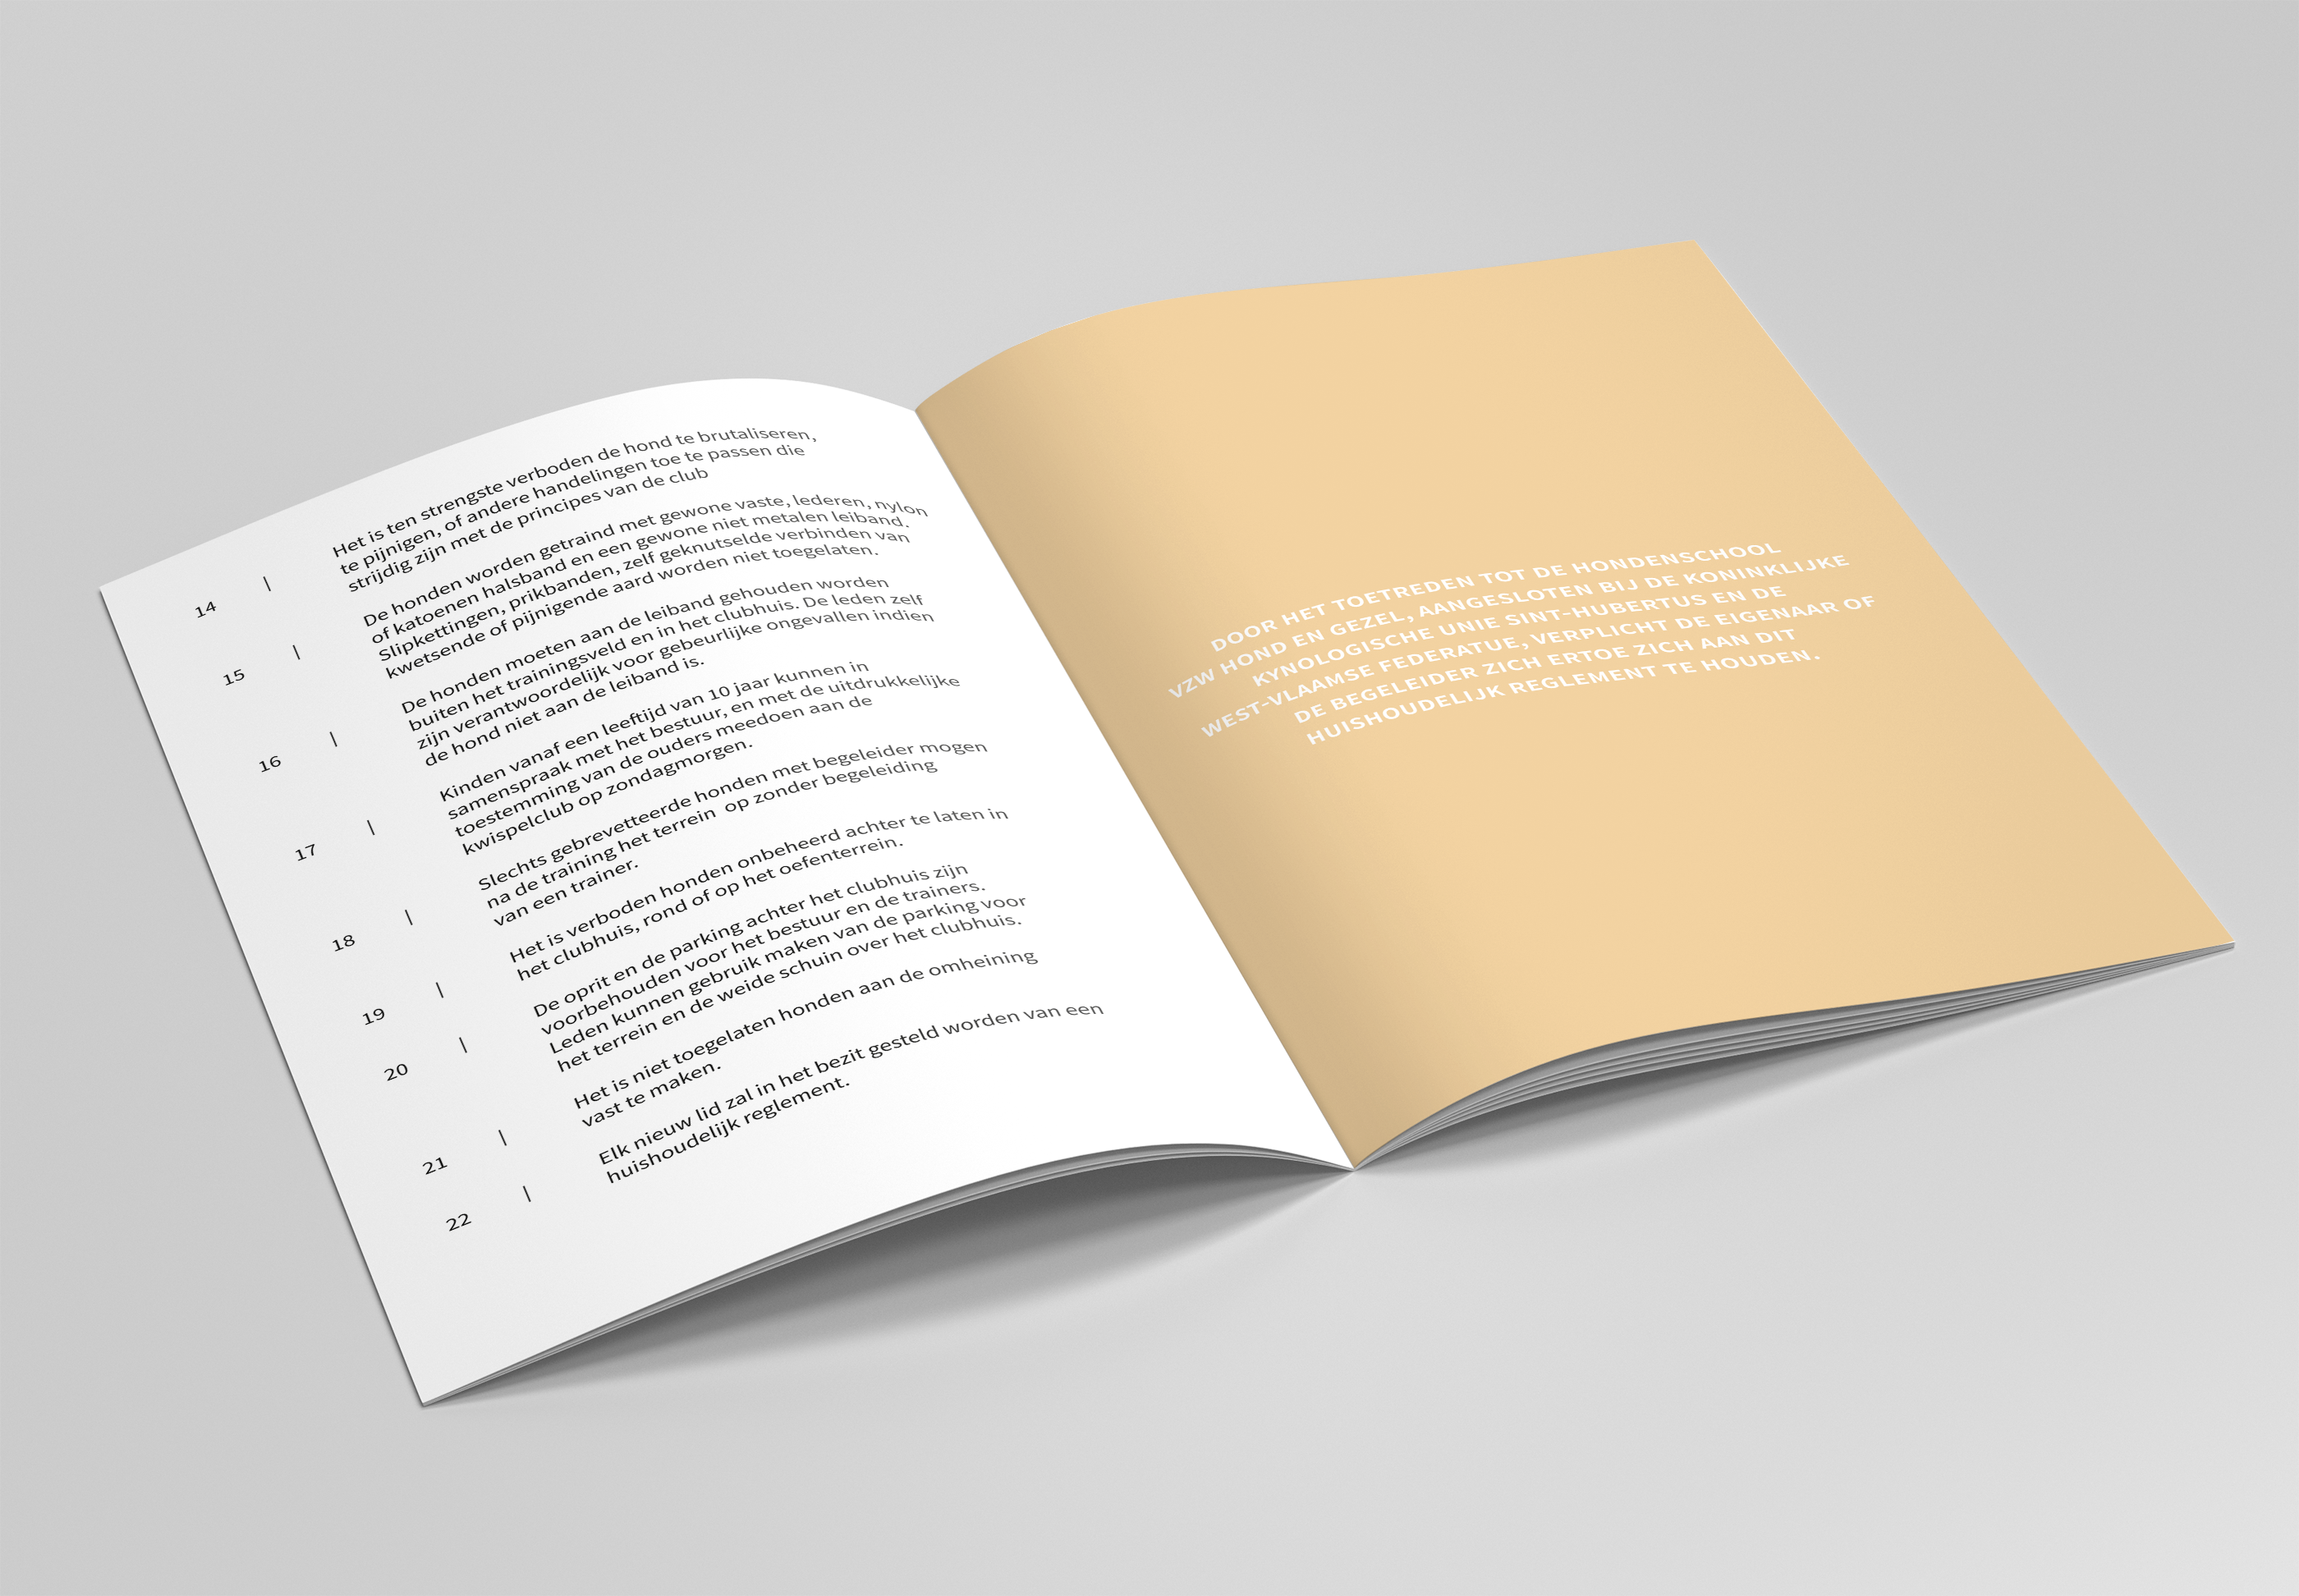 14 | Het is ten strengste verboden de hond te brutaliseren,
te pijnigen, of andere handelingen toe te passen die
strijdig zijn met de principes van de club
15 | De honden worden getraind met gewone vaste, lederen, nylon
of katoenen halsband en een gewone niet metalen leiband.
Slipkettingen, prikbanden, zelf geknutselde verbinden van
kwetsende of pijnigende aard worden niet toegelaten.
16 | De honden moeten aan de leiband gehouden worden
buiten het trainingsveld en in het clubhuis. De leden zelf
zijn verantwoordelijk voor gebeurlijke ongevallen indien
de hond niet aan de leiband is.
17 | Kinden vanaf een leeftijd van 10 jaar kunnen in
samenspraak met het bestuur, en met de uitdrukkelijke
toestemming van de ouders meedoen aan de
kwispelclub op zondagmorgen.
18 | Slechts gebrevetteerde honden met begeleider mogen
na de training het terrein op zonder begeleiding
van een trainer.
19 | Het is verboden honden onbeheerd achter te laten in
het clubhuis, rond of op het oefenterrein.
20 | De oprit en de parking achter het clubhuis zijn
voorbehouden voor het bestuur en de trainers.
Leden kunnen gebruik maken van de parking voor
het terrein en de weide schuin over het clubhuis.
21 | Het is niet toegelaten honden aan de omheining
vast te maken.
22 | Elk nieuw lid zal in het bezit gesteld worden van een
huishoudelijk reglement.
DOOR HET TOETREDEN TOT DE HONDENSCHOOL
VZW HOND EN GEZEL, AANGESLOTEN BIJ DE KONINKLIJKE
KYNOLOGISCHE UNIE SINT-HUBERTUS EN DE
WEST-VLAAMSE FEDERATUE, VERPLICHT DE EIGENAAR OF
DE BEGELEIDER ZICH ERTOE ZICH AAN DIT
HUISHOUDELIJK REGLEMENT TE HOUDEN.